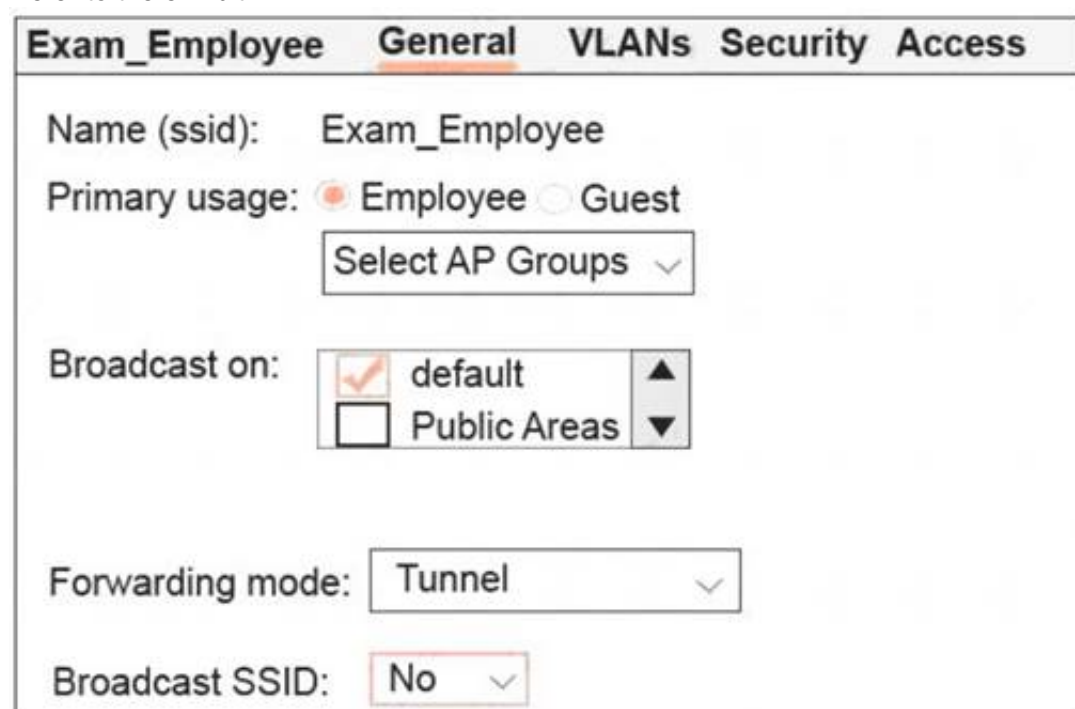 Exam_Employee General VLANs Security Access
Name (ssid): Exam_Employee
Primary usage: Employee Guest
Select AP Groups
Broadcast on: default
Public Areas
Forwarding mode: Tunnel
Broadcast SSID: No